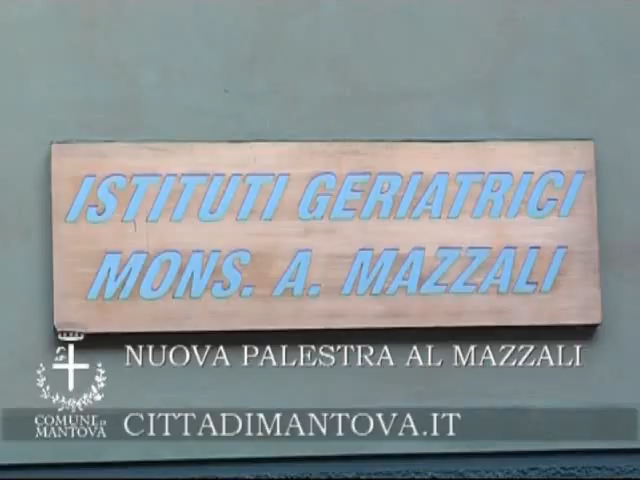 ISTITUTI GERIATRICI
MONS. A. MAZZALI
NUOVA PALESTRA AL MAZZALI
COMUNE DI
MANTOVA
CITTADIMANTOVA.IT